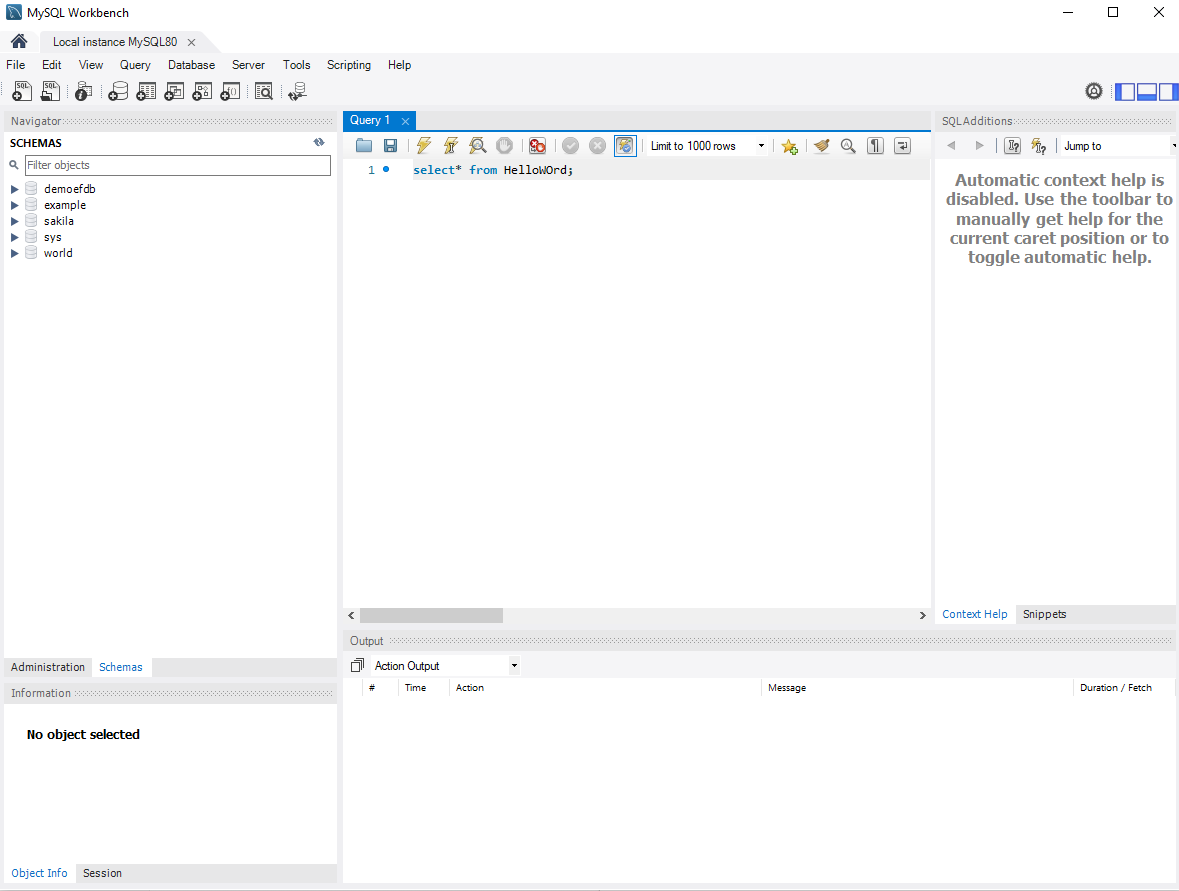 MySQL Workbench
Local instance MySQL80
File Edit View Query Database Server Tools Scripting Help
SQL SQL
Navigator
SCHEMAS
Filter objects
demoefdb
example
sakila
sys
world
Administration Schemas
Information
No object selected
Object Info Session
Query 1
Limit to 1000 rows
1 select* from HelloWOrd;
Output
Action Output
# Time Action Message Duration / Fetch
SQLAdditions
Jump to
Automatic context help is
disabled. Use the toolbar to
manually get help for the
current caret position or to
toggle automatic help.
Context Help Snippets